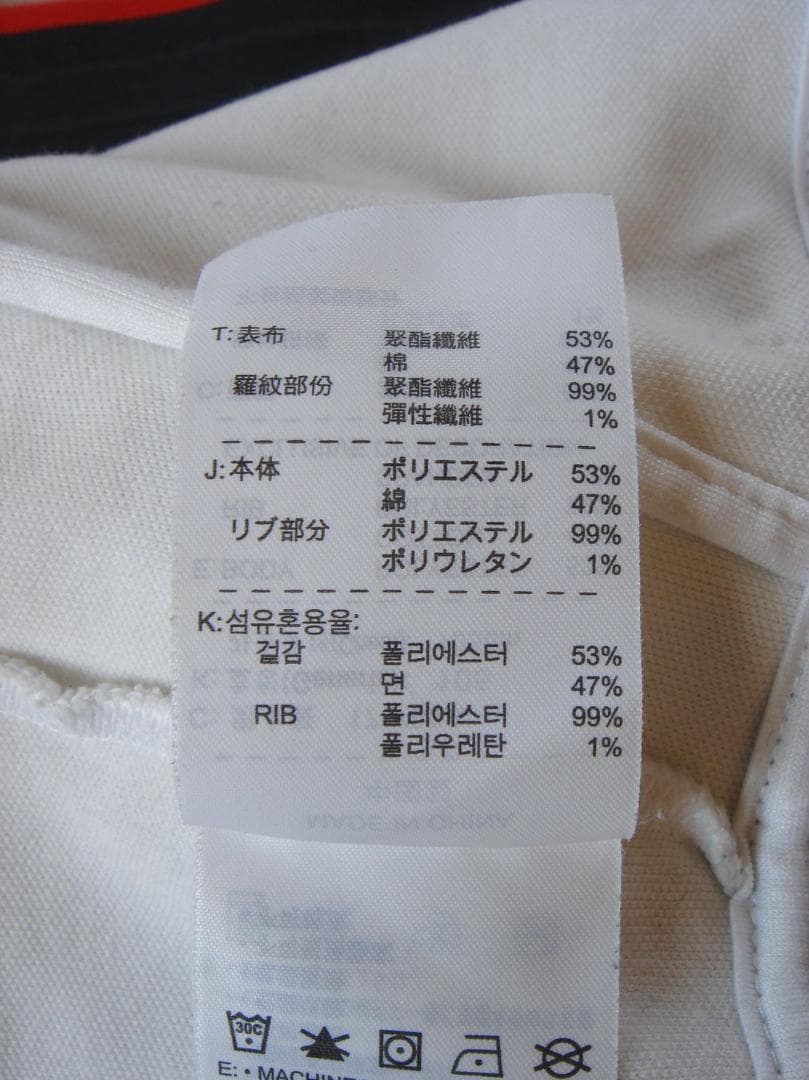 T:表布 聚酯纖維 53%
棉 47%
羅紋部份 聚酯纖維 99%
彈性纖維 1%
J:本体 ポリエステル 53%
綿 47%
リブ部分 ポリエステル 99%
ポリウレタン 1%
K:섬유혼용율:
겉감 폴리에스터 53%
면 47%
RIB 폴리에스터 99%
폴리우레탄 1%
MADE IN CHINA
30C
E: • MACHINE